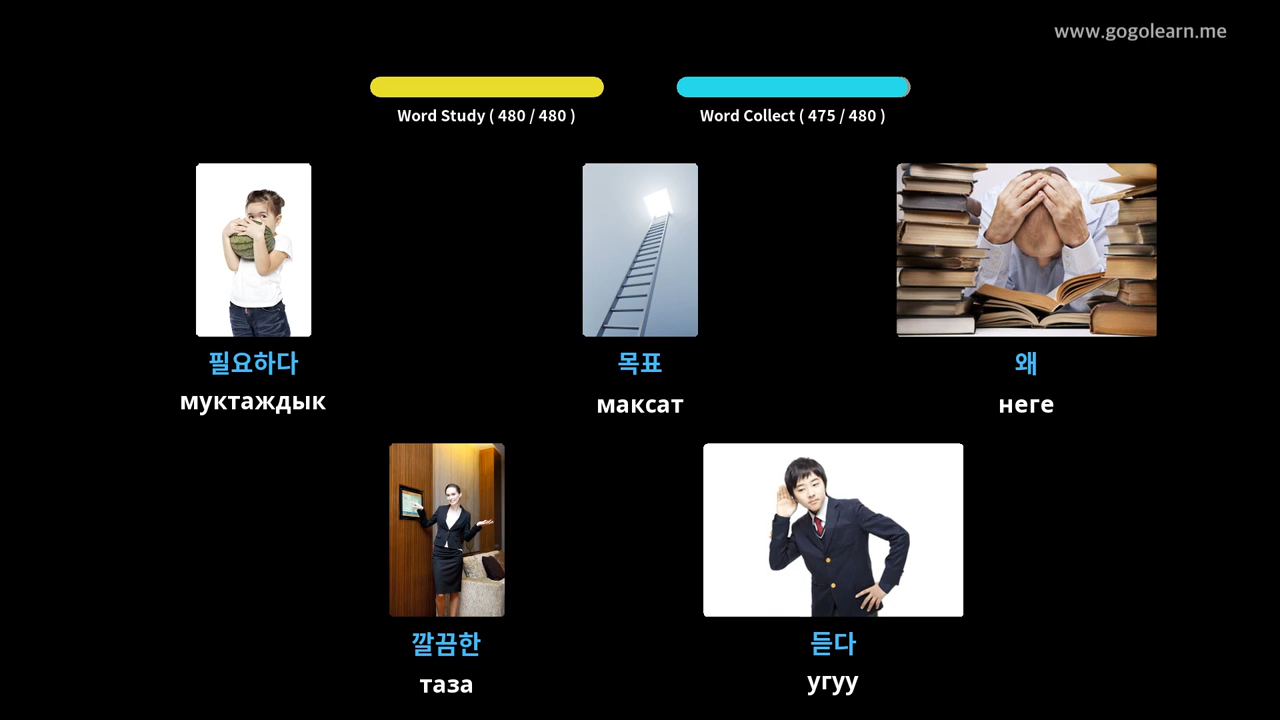 www.gogolearn.me
Word Study ( 480 / 480 )
Word Collect ( 475 / 480 )
필요하다
муктаждык
목표
максат
왜
неге
깔끔한
таза
듣다
угуу